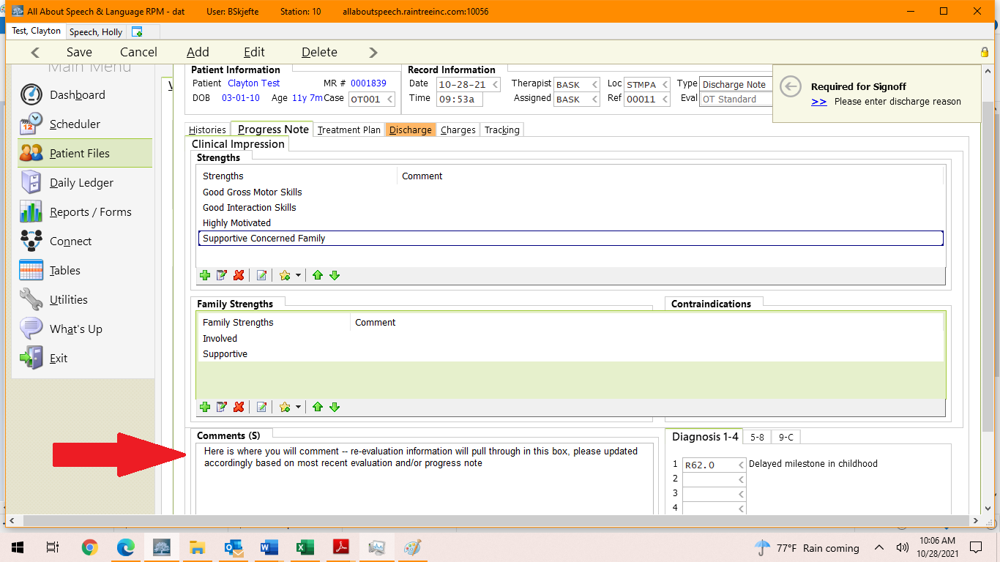 All About Speech & Language RPM - dat User: BSkjefte Station: 10 allaboutspeech.raintreeinc.com:10056
Test, Clayton Speech, Holly
Save Cancel Add Edit Delete
Main Menu
Dashboard
Scheduler
Patient Files
Daily Ledger
Reports / Forms
Connect
Tables
Utilities
What's Up
Exit
Patient Information
Patient Clayton Test MR # 0001839
DOB 03-01-10 Age 11y 7m Case OT001
Record Information
Date 10-28-21 Therapist BASK Loc STMPA Type Discharge Note
Time 09:53a Assigned BASK Ref 00011 Eval OT Standard
Required for Signoff
>> Please enter discharge reason
Histories Progress Note Treatment Plan Discharge Charges Tracking
Clinical Impression
Strengths
Strengths Comment
Good Gross Motor Skills
Good Interaction Skills
Highly Motivated
Supportive Concerned Family
Family Strengths
Family Strengths Comment
Involved
Supportive
Contraindications
Comments (S)
Here is where you will comment -- re-evaluation information will pull through in this box, please updated
accordingly based on most recent evaluation and/or progress note
Diagnosis 1-4 5-8 9-C
1 R62.0 Delayed milestone in childhood
2
3
4
77°F Rain coming
10:06 AM
10/28/2021